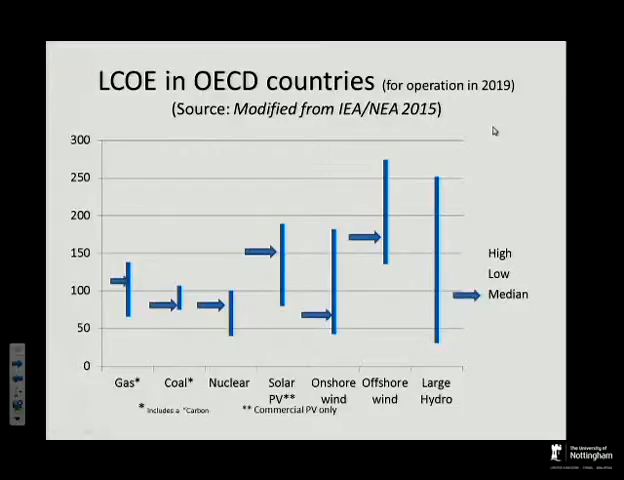 LCOE in OECD countries (for operation in 2019)
(Source: Modified from IEA/NEA 2015)
300
250
200
150
100
50
0
High
Low
Median
Gas*
Coal*
Nuclear
Solar PV**
Onshore wind
Offshore wind
Large Hydro
* Includes a "Carbon
** Commercial PV only
The University of
Nottingham